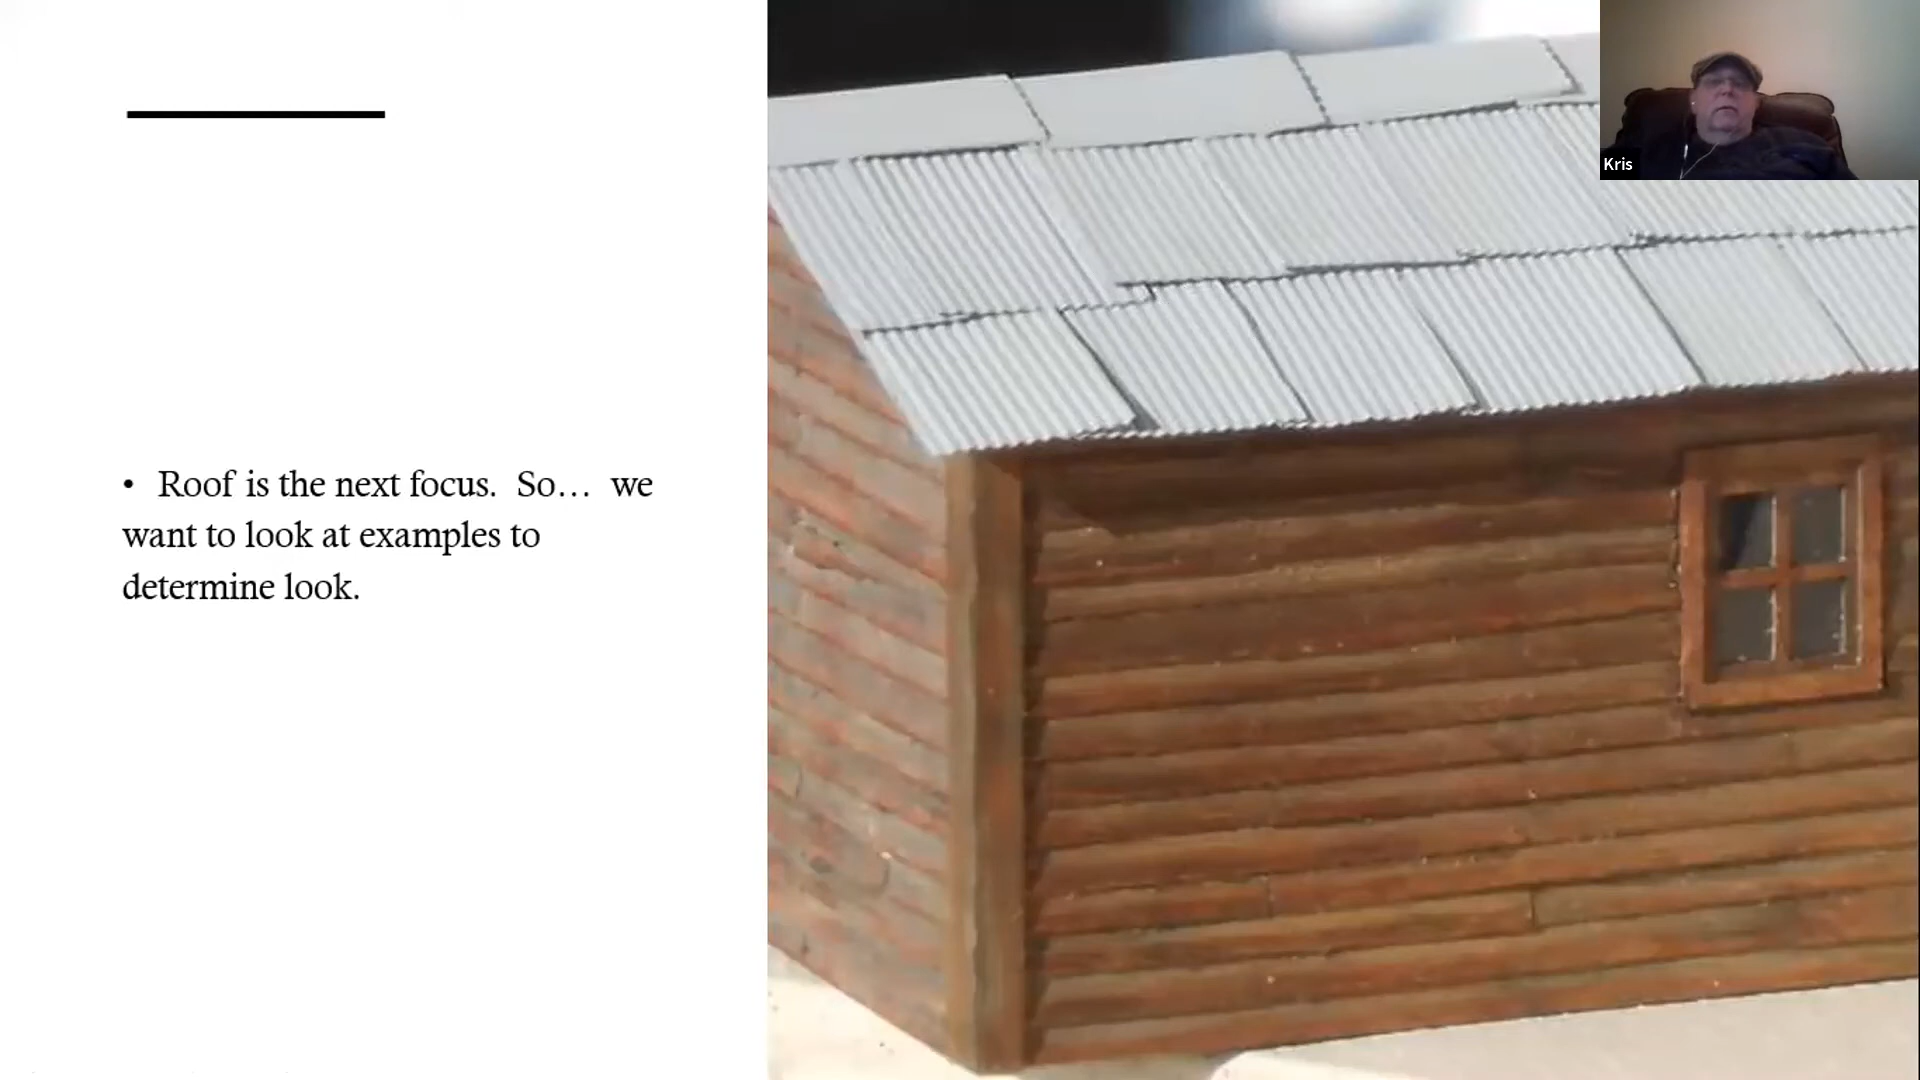 • Roof is the next focus. So… we
want to look at examples to
determine look.
Kris